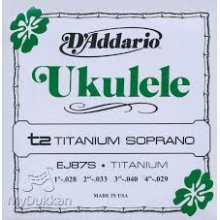 D'Addario
Ukulele
t2 TITANIUM SOPRANO
EJ87S - TITANIUM
1st-.028 2nd-.033 3rd-.040 4th-.029
MADE IN USA
myDukkan